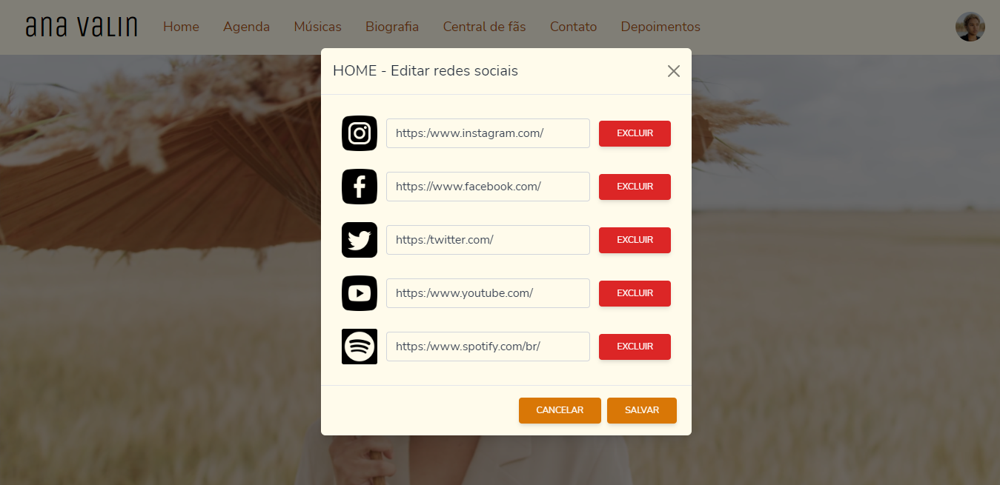 ana valin Home Agenda Músicas Biografia Central de fãs Contato Depoimentos
HOME - Editar redes sociais
https:/www.instagram.com/ EXCLUIR
https://www.facebook.com/ EXCLUIR
https:/twitter.com/ EXCLUIR
https:/www.youtube.com/ EXCLUIR
https:/www.spotify.com/br/ EXCLUIR
CANCELAR SALVAR